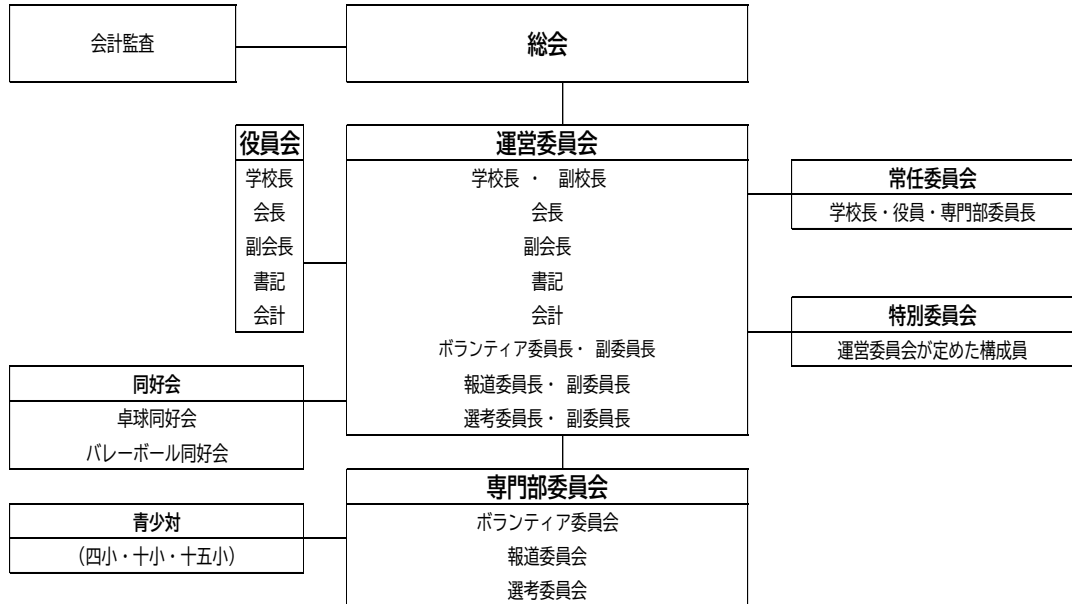 会計監査
総会
役員会
学校長
会長
副会長
書記
会計
運営委員会
学校長 ・ 副校長
会長
副会長
書記
会計
ボランティア委員長・ 副委員長
報道委員長・ 副委員長
選考委員長・ 副委員長
常任委員会
学校長・役員・専門部委員長
特別委員会
運営委員会が定めた構成員
同好会
卓球同好会
バレーボール同好会
青少対
(四小・十小・十五小)
専門部委員会
ボランティア委員会
報道委員会
選考委員会